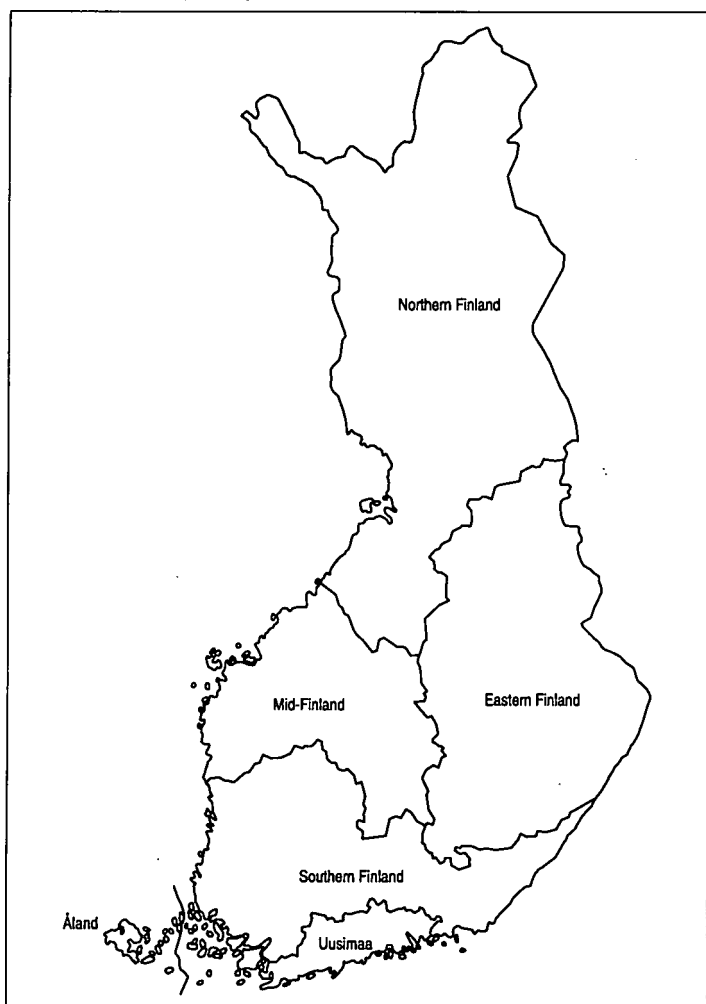 Northern Finland
Mid-Finland
Eastern Finland
Southern Finland
Åland
Uusimaa